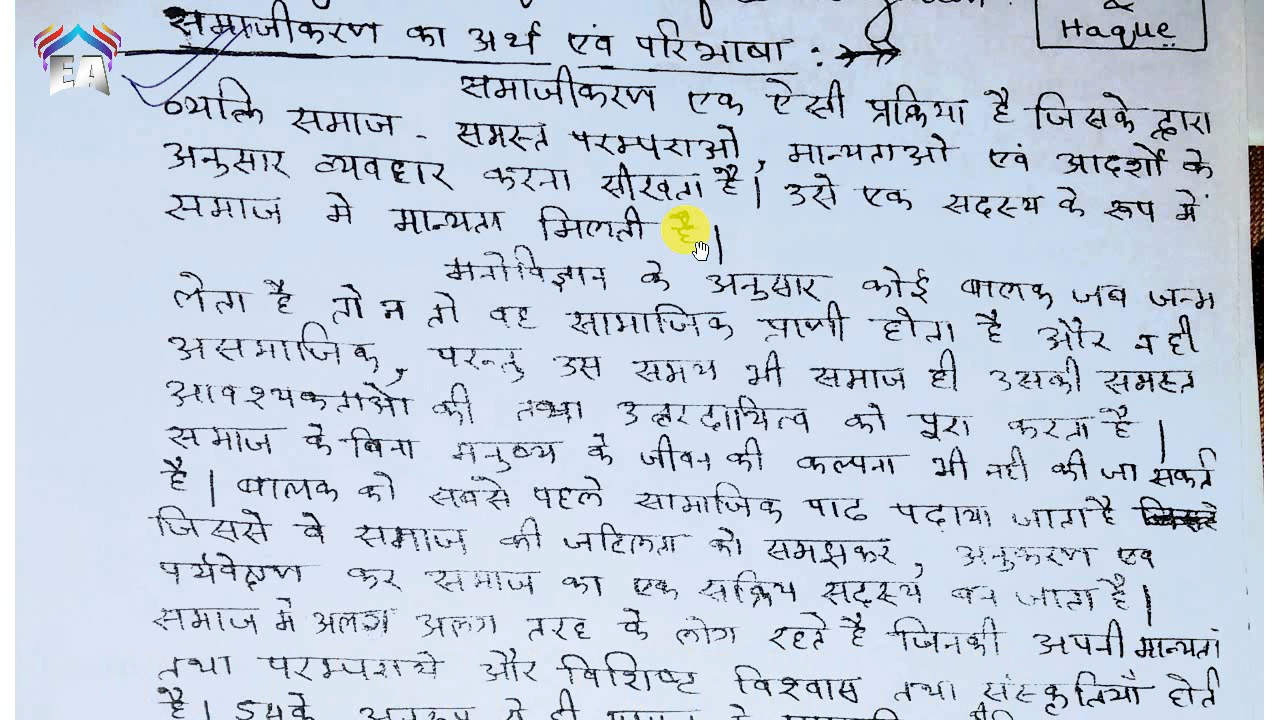 &
Haque
EA
समाजीकरण का अर्थ एवं परिभाषा :→
समाजीकरण एक ऐसी प्रक्रिया है जिसके द्वारा
व्यक्ति समाज - समस्त परम्पराओ, मान्यताओ एवं आदर्शो के
अनुसार व्यवहार करना सीखता है। उसे एक सदस्य के रूप में
समाज मे मान्यता मिलती है।
मनोविज्ञान के अनुसार कोई बालक जब जन्म
लेता है तो न तो वह सामाजिक प्राणी होता है और न ही
असमाजिक, परन्तु उस समय भी समाज ही उसकी समस्त
आवश्यकताओ की तथा उत्तरदायित्व को पूरा करता है।
समाज के बिना मनुष्य के जीवन की कल्पना भी नही की जा सकती
है। बालक को सबसे पहले सामाजिक पाठ पढ़ाया जाता है
जिससे वे समाज की जटिलता को समझकर, अनुकरण एव
पर्यवेक्षण कर समाज का एक सक्रिय सदस्य बन जाता है।
समाज मे अलग अलग तरह के लोग रहते है जिनकी अपनी मान्यता
तथा परम्पराये और विशिष्ट विश्वास तथा संस्कृतियाँ होती
है। इसके